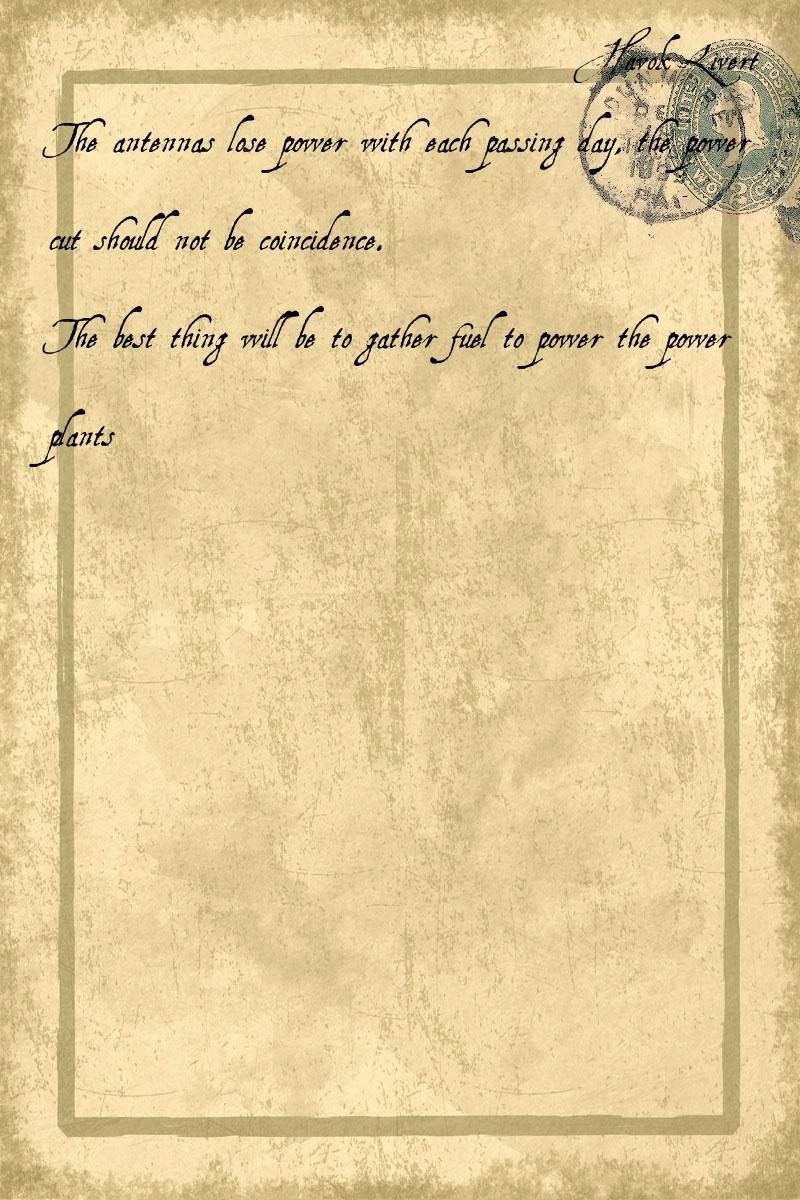 Havok Livert
The antennas lose power with each passing day, the power
cut should not be coincidence.
The best thing will be to gather fuel to power the power
plants